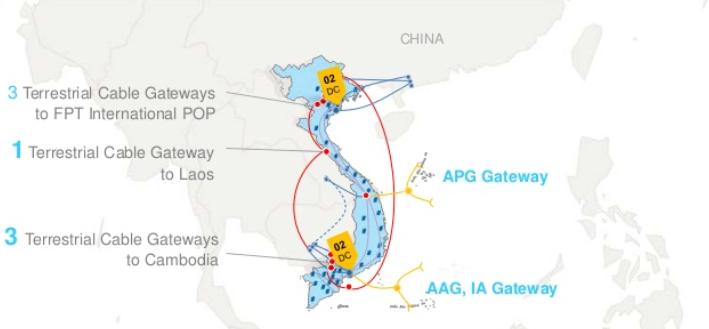 CHINA
02
DC
3 Terrestrial Cable Gateways
to FPT International POP
1 Terrestrial Cable Gateway
to Laos
APG Gateway
3 Terrestrial Cable Gateways
to Cambodia
02
DC
AAG, IA Gateway